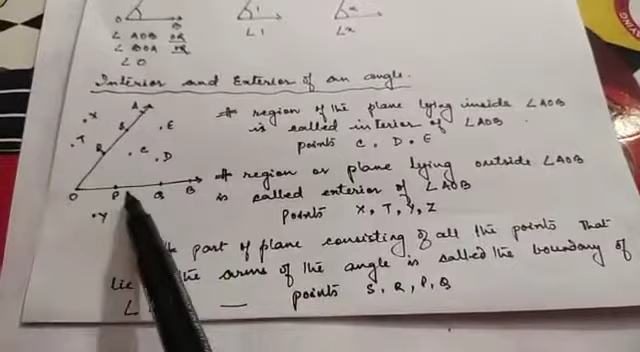 O B
∠ AOB OR
∠ BOA OR
∠ O
1
∠ 1
x
∠ x
Interior and Exterior of an angle.
A region of the plane lying inside ∠ AOB
is called interior of ∠AOB
points C, D, E
A region or plane lying outside ∠AOB
is called exterior of ∠AOB
points X, T, Y, Z
part of plane consisting of all the points that
lie the arms of the angle is called the boundary of
∠ — points S, R, P, Q
X
A
T
S
E
R
C
D
O P Q B
Y